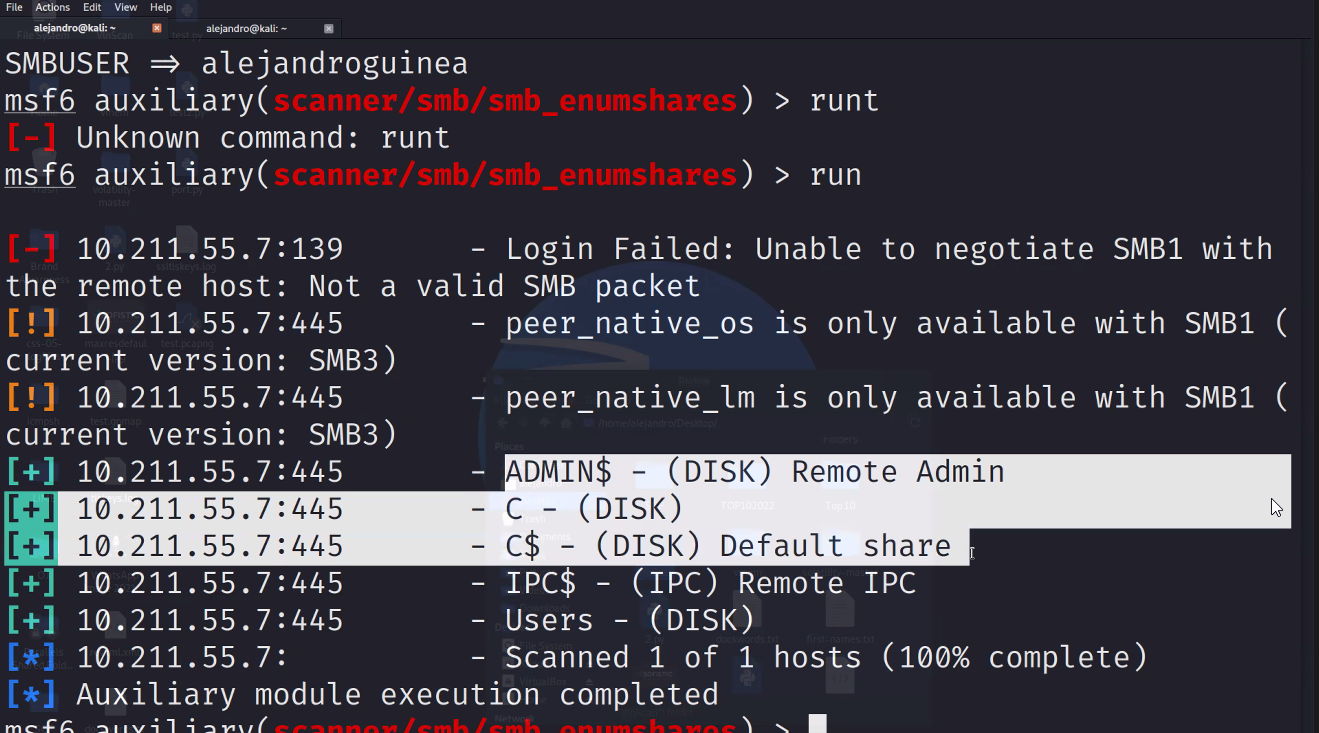 File Actions Edit View Help
alejandro@kali: ~ alejandro@kali: ~
SMBUSER ⇒ alejandroguinea
msf6 auxiliary(scanner/smb/smb_enumshares) > runt
[-] Unknown command: runt
msf6 auxiliary(scanner/smb/smb_enumshares) > run
[-] 10.211.55.7:139 - Login Failed: Unable to negotiate SMB1 with
the remote host: Not a valid SMB packet
[!] 10.211.55.7:445 - peer_native_os is only available with SMB1 (
current version: SMB3)
[!] 10.211.55.7:445 - peer_native_lm is only available with SMB1 (
current version: SMB3)
[+] 10.211.55.7:445 - ADMIN$ - (DISK) Remote Admin
[+] 10.211.55.7:445 - C - (DISK)
[+] 10.211.55.7:445 - C$ - (DISK) Default share
[+] 10.211.55.7:445 - IPC$ - (IPC) Remote IPC
[+] 10.211.55.7:445 - Users - (DISK)
[*] 10.211.55.7: - Scanned 1 of 1 hosts (100% complete)
[*] Auxiliary module execution completed
msf6 auxiliary(scanner/smb/smb_enumshares) >